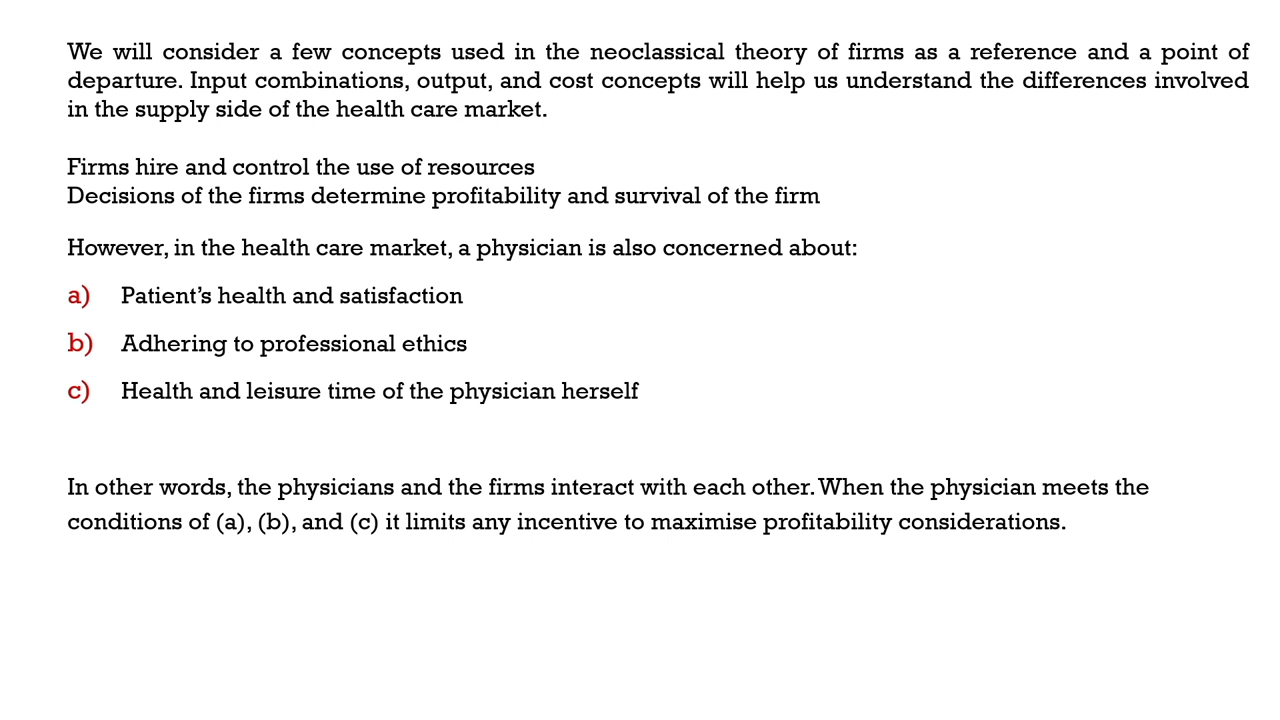 We will consider a few concepts used in the neoclassical theory of firms as a reference and a point of
departure. Input combinations, output, and cost concepts will help us understand the differences involved
in the supply side of the health care market.
Firms hire and control the use of resources
Decisions of the firms determine profitability and survival of the firm
However, in the health care market, a physician is also concerned about:
a) Patient’s health and satisfaction
b) Adhering to professional ethics
c) Health and leisure time of the physician herself
In other words, the physicians and the firms interact with each other. When the physician meets the
conditions of (a), (b), and (c) it limits any incentive to maximise profitability considerations.